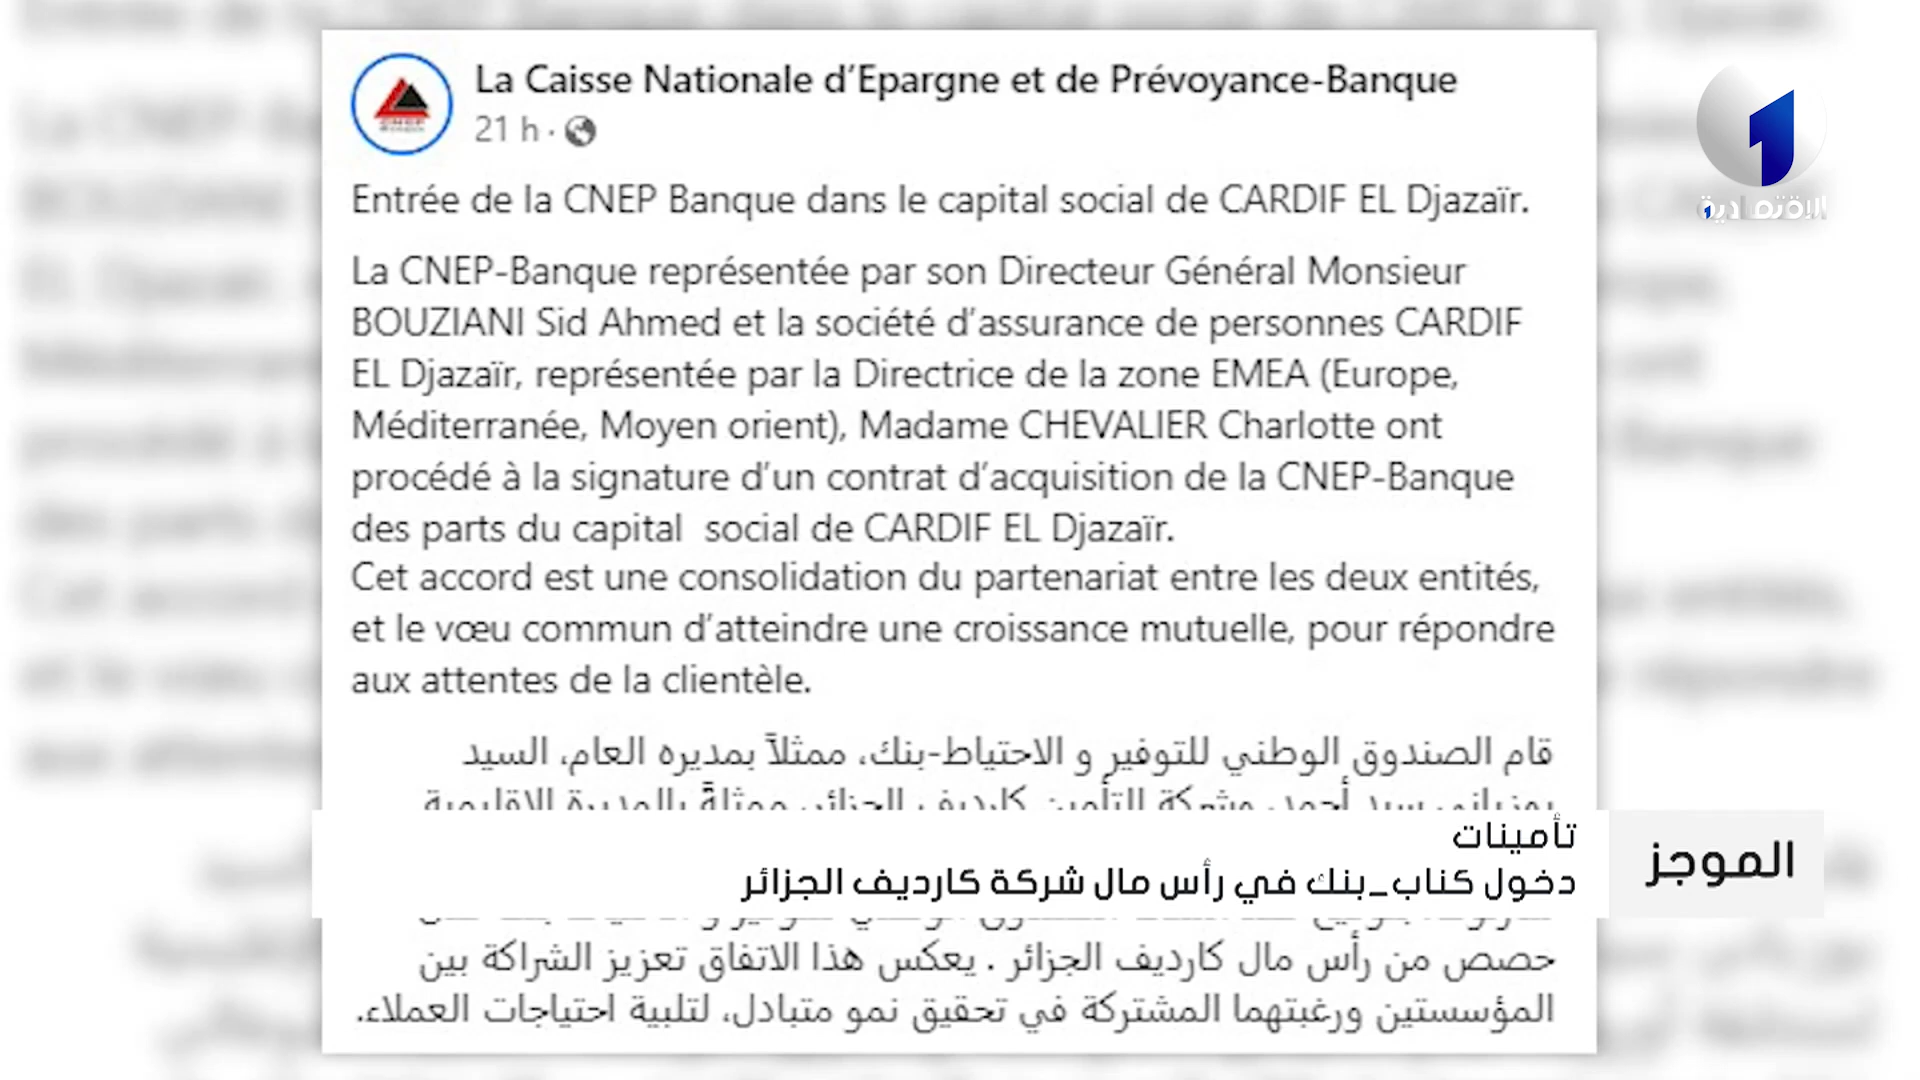 La Caisse Nationale d'Epargne et de Prévoyance-Banque
21 h ·
Entrée de la CNEP Banque dans le capital social de CARDIF EL Djazaïr.
La CNEP-Banque représentée par son Directeur Général Monsieur
BOUZIANI Sid Ahmed et la société d'assurance de personnes CARDIF
EL Djazaïr, représentée par la Directrice de la zone EMEA (Europe,
Méditerranée, Moyen orient), Madame CHEVALIER Charlotte ont
procédé à la signature d'un contrat d'acquisition de la CNEP-Banque
des parts du capital  social de CARDIF EL Djazaïr.
Cet accord est une consolidation du partenariat entre les deux entités,
et le vœu commun d'atteindre une croissance mutuelle, pour répondre
aux attentes de la clientèle.
قام الصندوق الوطني للتوفير و الاحتياط-بنك، ممثلاً بمديره العام، السيد
حصص من رأس مال كارديف الجزائر . يعكس هذا الاتفاق تعزيز الشراكة بين
المؤسستين ورغبتهما المشتركة في تحقيق نمو متبادل، لتلبية احتياجات العملاء.
الموجز
تأمينات
دخول كناب_بنك في رأس مال شركة كارديف الجزائر
1
الإقتصادية